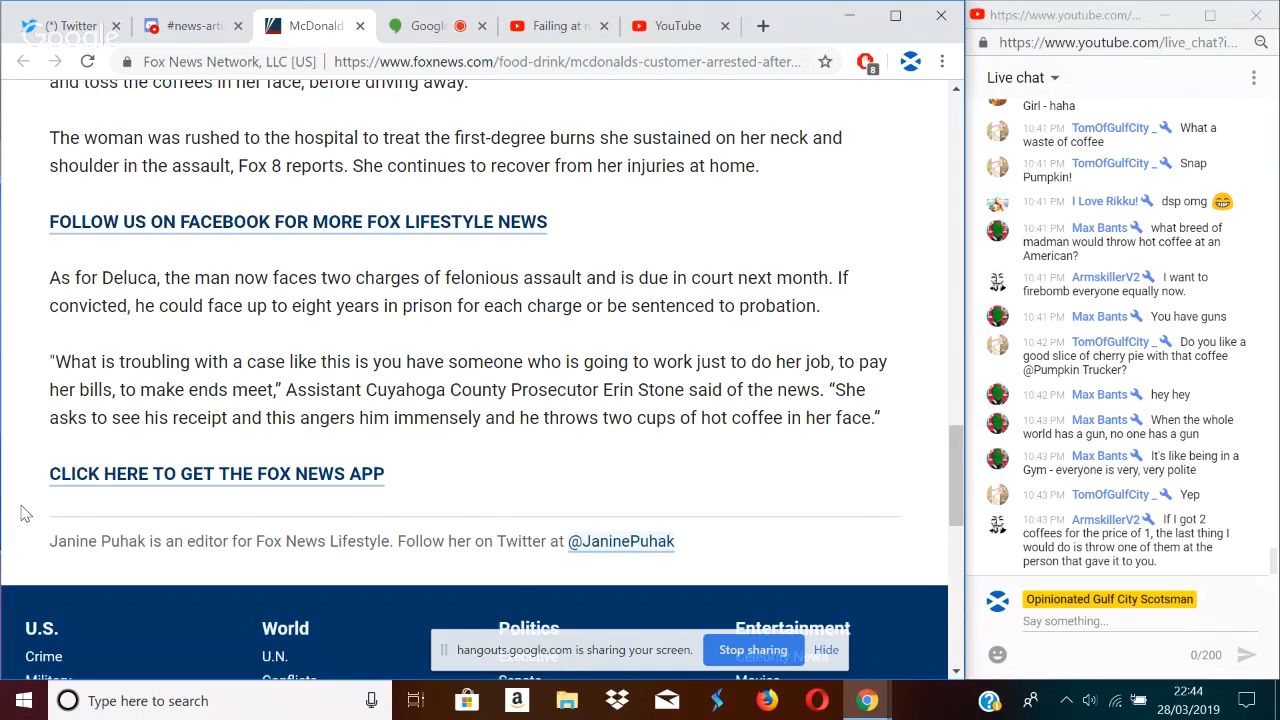 (*) Twitter
#news-arti
McDonald
Google
Failing at r
YouTube
Google
Fox News Network, LLC [US]
https://www.foxnews.com/food-drink/mcdonalds-customer-arrested-after...
8
and toss the coffees in her face, before driving away.
The woman was rushed to the hospital to treat the first-degree burns she sustained on her neck and
shoulder in the assault, Fox 8 reports. She continues to recover from her injuries at home.
FOLLOW US ON FACEBOOK FOR MORE FOX LIFESTYLE NEWS
As for Deluca, the man now faces two charges of felonious assault and is due in court next month. If
convicted, he could face up to eight years in prison for each charge or be sentenced to probation.
"What is troubling with a case like this is you have someone who is going to work just to do her job, to pay
her bills, to make ends meet,” Assistant Cuyahoga County Prosecutor Erin Stone said of the news. “She
asks to see his receipt and this angers him immensely and he throws two cups of hot coffee in her face.”
CLICK HERE TO GET THE FOX NEWS APP
Janine Puhak is an editor for Fox News Lifestyle. Follow her on Twitter at @JaninePuhak
U.S.
World
Politics
Entertainment
Crime
U.N.
Executive
Celebrity News
Military
Conflicts
Senate
Movies
hangouts.google.com is sharing your screen.
Stop sharing
Hide
https://www.youtube.com/...
https://www.youtube.com/live_chat?i...
Live chat
Girl - haha
10:41 PM TomOfGulfCity _ What a
waste of coffee
10:41 PM TomOfGulfCity _ Snap
Pumpkin!
10:41 PM I Love Rikku! dsp omg 😁
10:41 PM Max Bants what breed of
madman would throw hot coffee at an
American?
10:41 PM ArmskillerV2 I want to
firebomb everyone equally now.
10:41 PM Max Bants You have guns
10:42 PM TomOfGulfCity _ Do you like a
good slice of cherry pie with that coffee
@Pumpkin Trucker?
10:42 PM Max Bants hey hey
10:43 PM Max Bants When the whole
world has a gun, no one has a gun
10:43 PM Max Bants It's like being in a
Gym - everyone is very, very polite
10:43 PM TomOfGulfCity _ Yep
10:43 PM ArmskillerV2 If I got 2
coffees for the price of 1, the last thing I
would do is throw one of them at the
person that gave it to you.
Opinionated Gulf City Scotsman
Say something...
0/200
Type here to search
22:44
28/03/2019